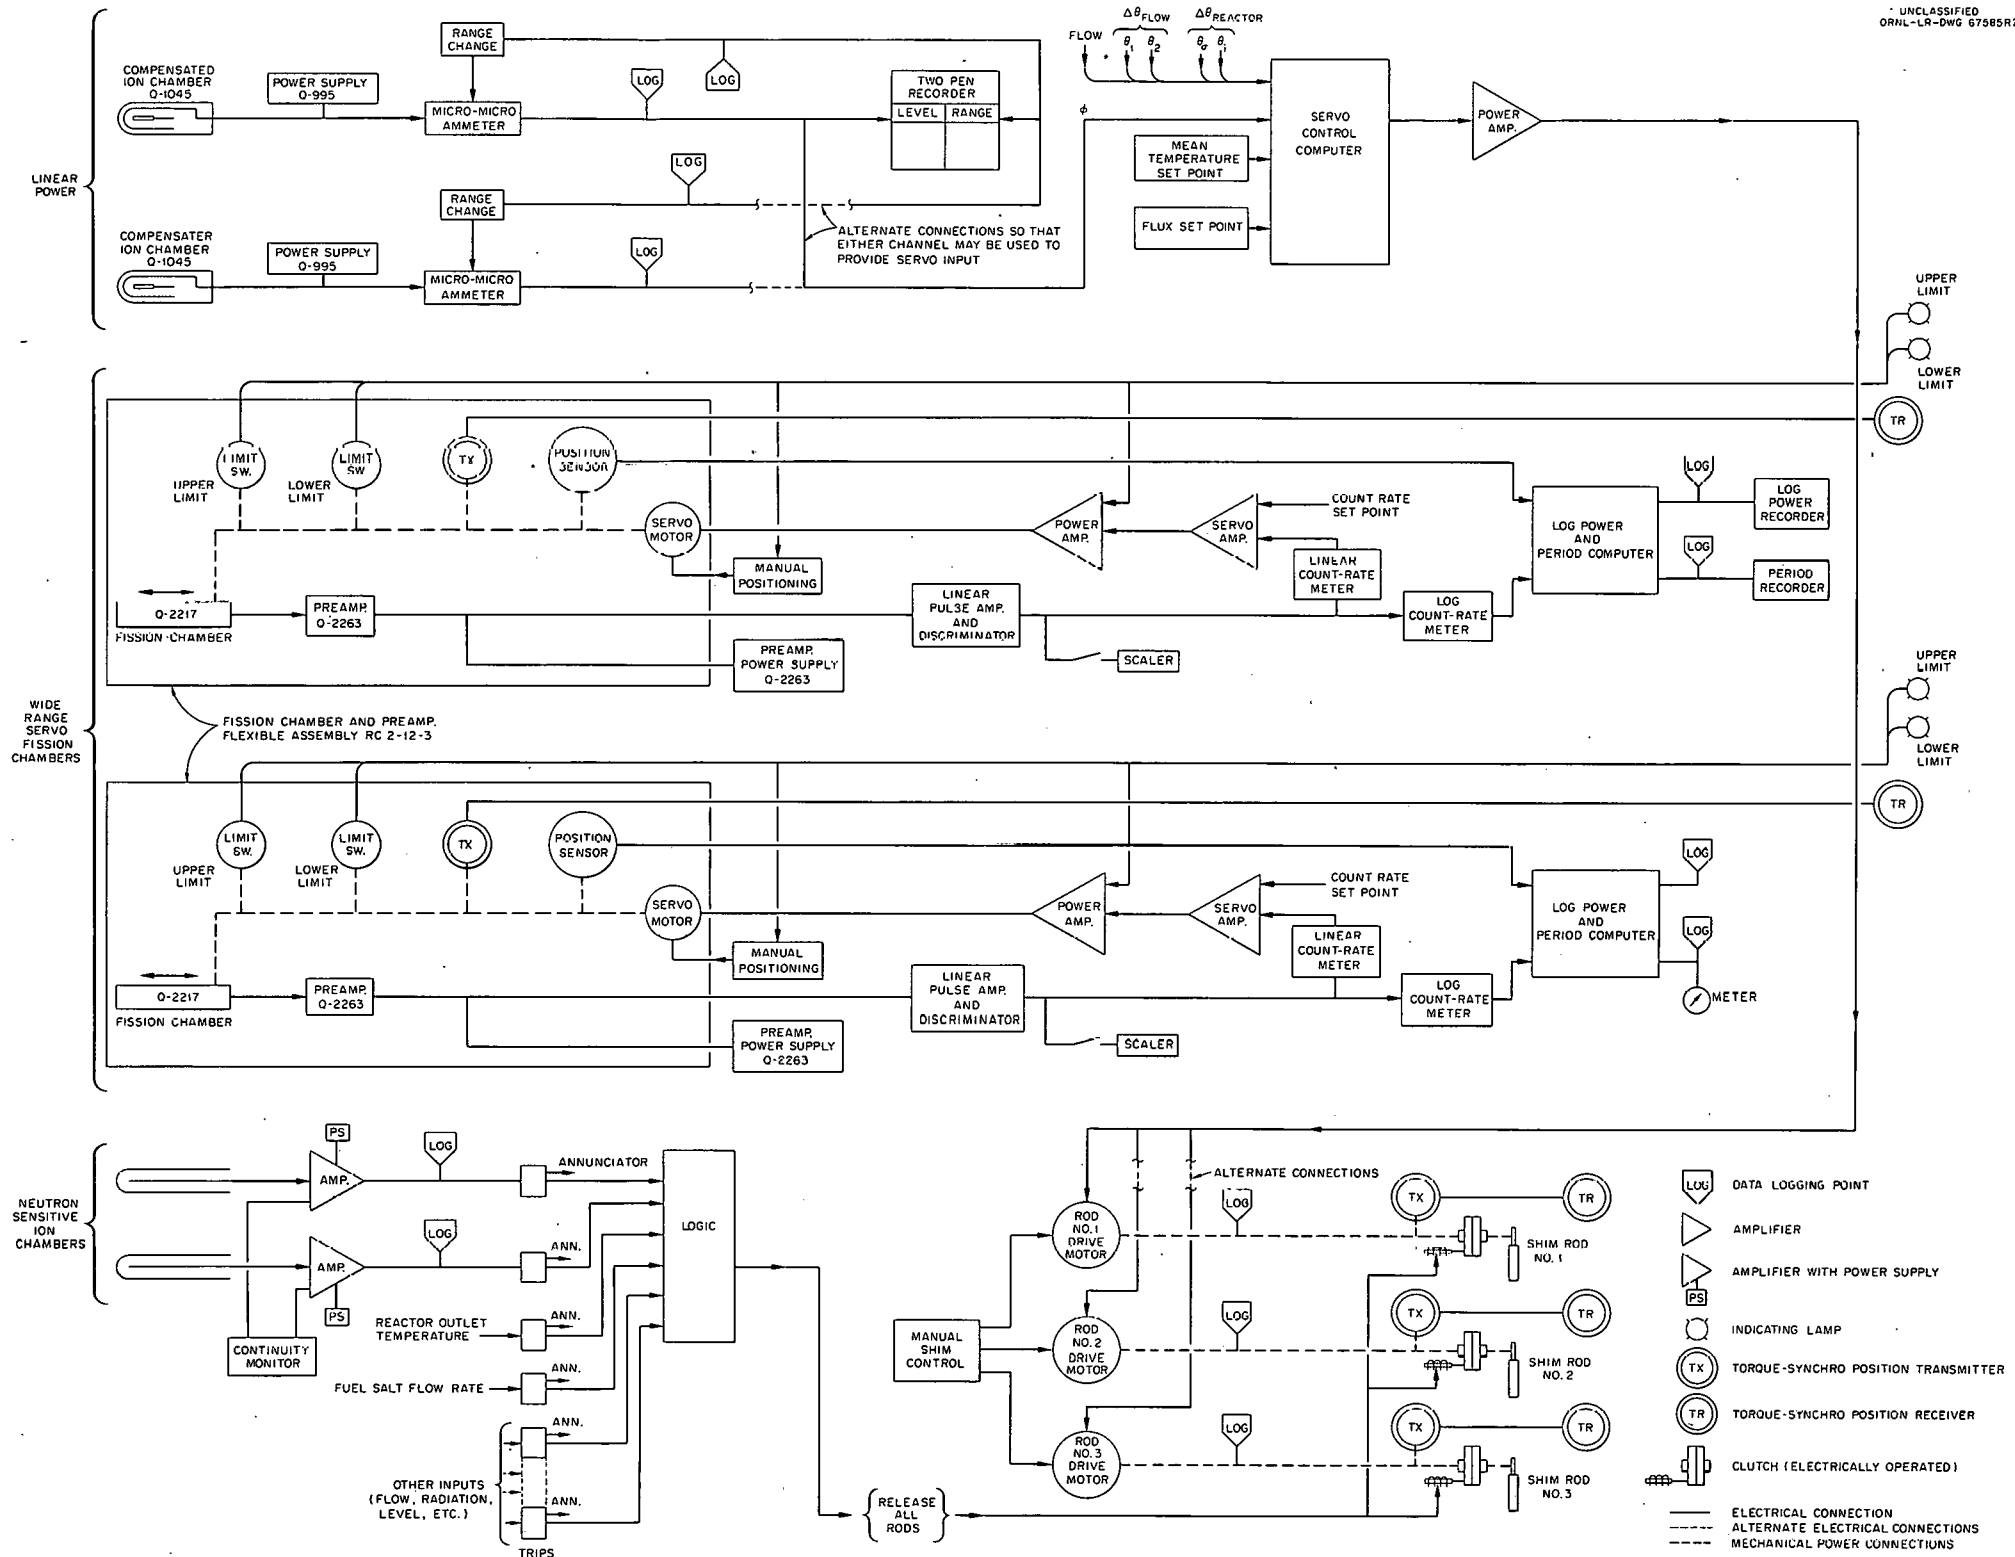 UNCLASSIFIED
ORNL-LR-DWG 67585R2
LINEAR
POWER
COMPENSATED
ION CHAMBER
Q-1045
POWER SUPPLY
Q-995
RANGE
CHANGE
MICRO-MICRO
AMMETER
LOG
LOG
TWO PEN
RECORDER
LEVEL
RANGE
FLOW
Δθ FLOW
θ1 θ2
Δθ REACTOR
θo θi
ϕ
MEAN
TEMPERATURE
SET POINT
FLUX SET POINT
SERVO
CONTROL
COMPUTER
POWER
AMP.
COMPENSATER
ION CHAMBER
Q-1045
POWER SUPPLY
Q-995
RANGE
CHANGE
MICRO-MICRO
AMMETER
LOG
LOG
ALTERNATE CONNECTIONS SO THAT
EITHER CHANNEL MAY BE USED TO
PROVIDE SERVO INPUT
UPPER
LIMIT
LOWER
LIMIT
TR
WIDE
RANGE
SERVO
FISSION
CHAMBERS
LIMIT
SW.
UPPER
LIMIT
LIMIT
SW
LOWER
LIMIT
TX
POSITION
SENSOR
SERVO
MOTOR
MANUAL
POSITIONING
POWER
AMP.
SERVO
AMP.
COUNT RATE
SET POINT
LINEAR
COUNT-RATE
METER
LOG POWER
AND
PERIOD COMPUTER
LOG
LOG
POWER
RECORDER
LOG
PERIOD
RECORDER
Q-2217
FISSION CHAMBER
PREAMP.
Q-2263
PREAMP.
POWER SUPPLY
Q-2263
LINEAR
PULSE AMP.
AND
DISCRIMINATOR
SCALER
LOG
COUNT-RATE
METER
FISSION CHAMBER AND PREAMP.
FLEXIBLE ASSEMBLY RC 2-12-3
UPPER
LIMIT
LOWER
LIMIT
TR
LIMIT
SW.
UPPER
LIMIT
LIMIT
SW.
LOWER
LIMIT
TX
POSITION
SENSOR
SERVO
MOTOR
MANUAL
POSITIONING
POWER
AMP.
SERVO
AMP.
COUNT RATE
SET POINT
LINEAR
COUNT-RATE
METER
LOG POWER
AND
PERIOD COMPUTER
LOG
LOG
METER
Q-2217
FISSION CHAMBER
PREAMP.
Q-2263
PREAMP.
POWER SUPPLY
Q-2263
LINEAR
PULSE AMP.
AND
DISCRIMINATOR
SCALER
LOG
COUNT-RATE
METER
NEUTRON
SENSITIVE
ION
CHAMBERS
PS
AMP.
LOG
ANNUNCIATOR
AMP.
PS
LOG
ANN.
CONTINUITY
MONITOR
REACTOR OUTLET
TEMPERATURE
ANN.
FUEL SALT FLOW RATE
ANN.
OTHER INPUTS
(FLOW, RADIATION,
LEVEL, ETC.)
ANN.
ANN.
TRIPS
LOGIC
RELEASE
ALL
RODS
MANUAL
SHIM
CONTROL
ALTERNATE CONNECTIONS
ROD
NO.1
DRIVE
MOTOR
LOG
TX
TR
SHIM ROD
NO. 1
ROD
NO. 2
DRIVE
MOTOR
LOG
TX
TR
SHIM ROD
NO. 2
ROD
NO. 3
DRIVE
MOTOR
LOG
TX
TR
SHIM ROD
NO. 3
LOG
DATA LOGGING POINT
AMPLIFIER
PS
AMPLIFIER WITH POWER SUPPLY
INDICATING LAMP
TX
TORQUE-SYNCHRO POSITION TRANSMITTER
TR
TORQUE-SYNCHRO POSITION RECEIVER
CLUTCH (ELECTRICALLY OPERATED)
ELECTRICAL CONNECTION
ALTERNATE ELECTRICAL CONNECTIONS
MECHANICAL POWER CONNECTIONS